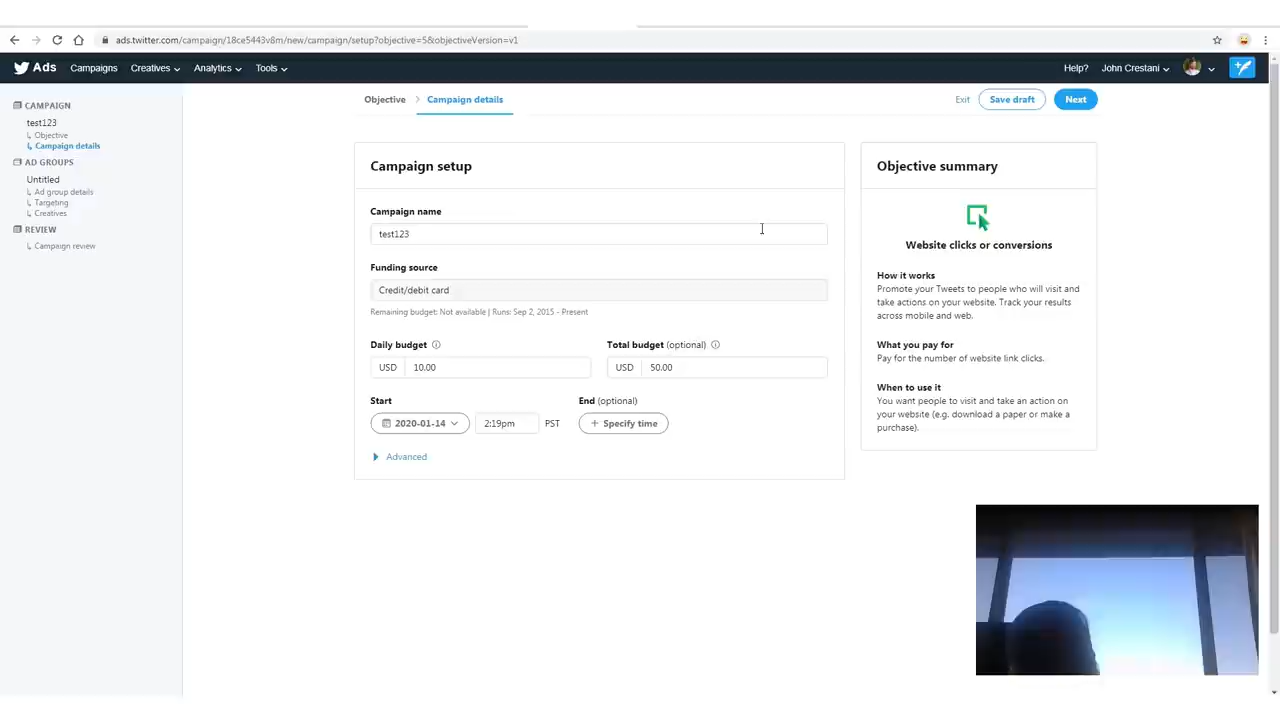 ads.twitter.com/campaign/18ce5443v8m/new/campaign/setup?objective=5&objectiveVersion=v1
Ads Campaigns Creatives Analytics Tools Help? John Crestani
CAMPAIGN
test123
Objective
Campaign details
AD GROUPS
Untitled
Ad group details
Targeting
Creatives
REVIEW
Campaign review
Objective > Campaign details Exit Save draft Next
Campaign setup
Campaign name
test123
Funding source
Credit/debit card
Remaining budget: Not available | Runs: Sep 2, 2015 - Present
Daily budget Total budget (optional)
USD 10.00 USD 50.00
Start End (optional)
2020-01-14 2:19pm PST + Specify time
Advanced
Objective summary
Website clicks or conversions
How it works
Promote your Tweets to people who will visit and
take actions on your website. Track your results
across mobile and web.
What you pay for
Pay for the number of website link clicks.
When to use it
You want people to visit and take an action on
your website (e.g. download a paper or make a
purchase).